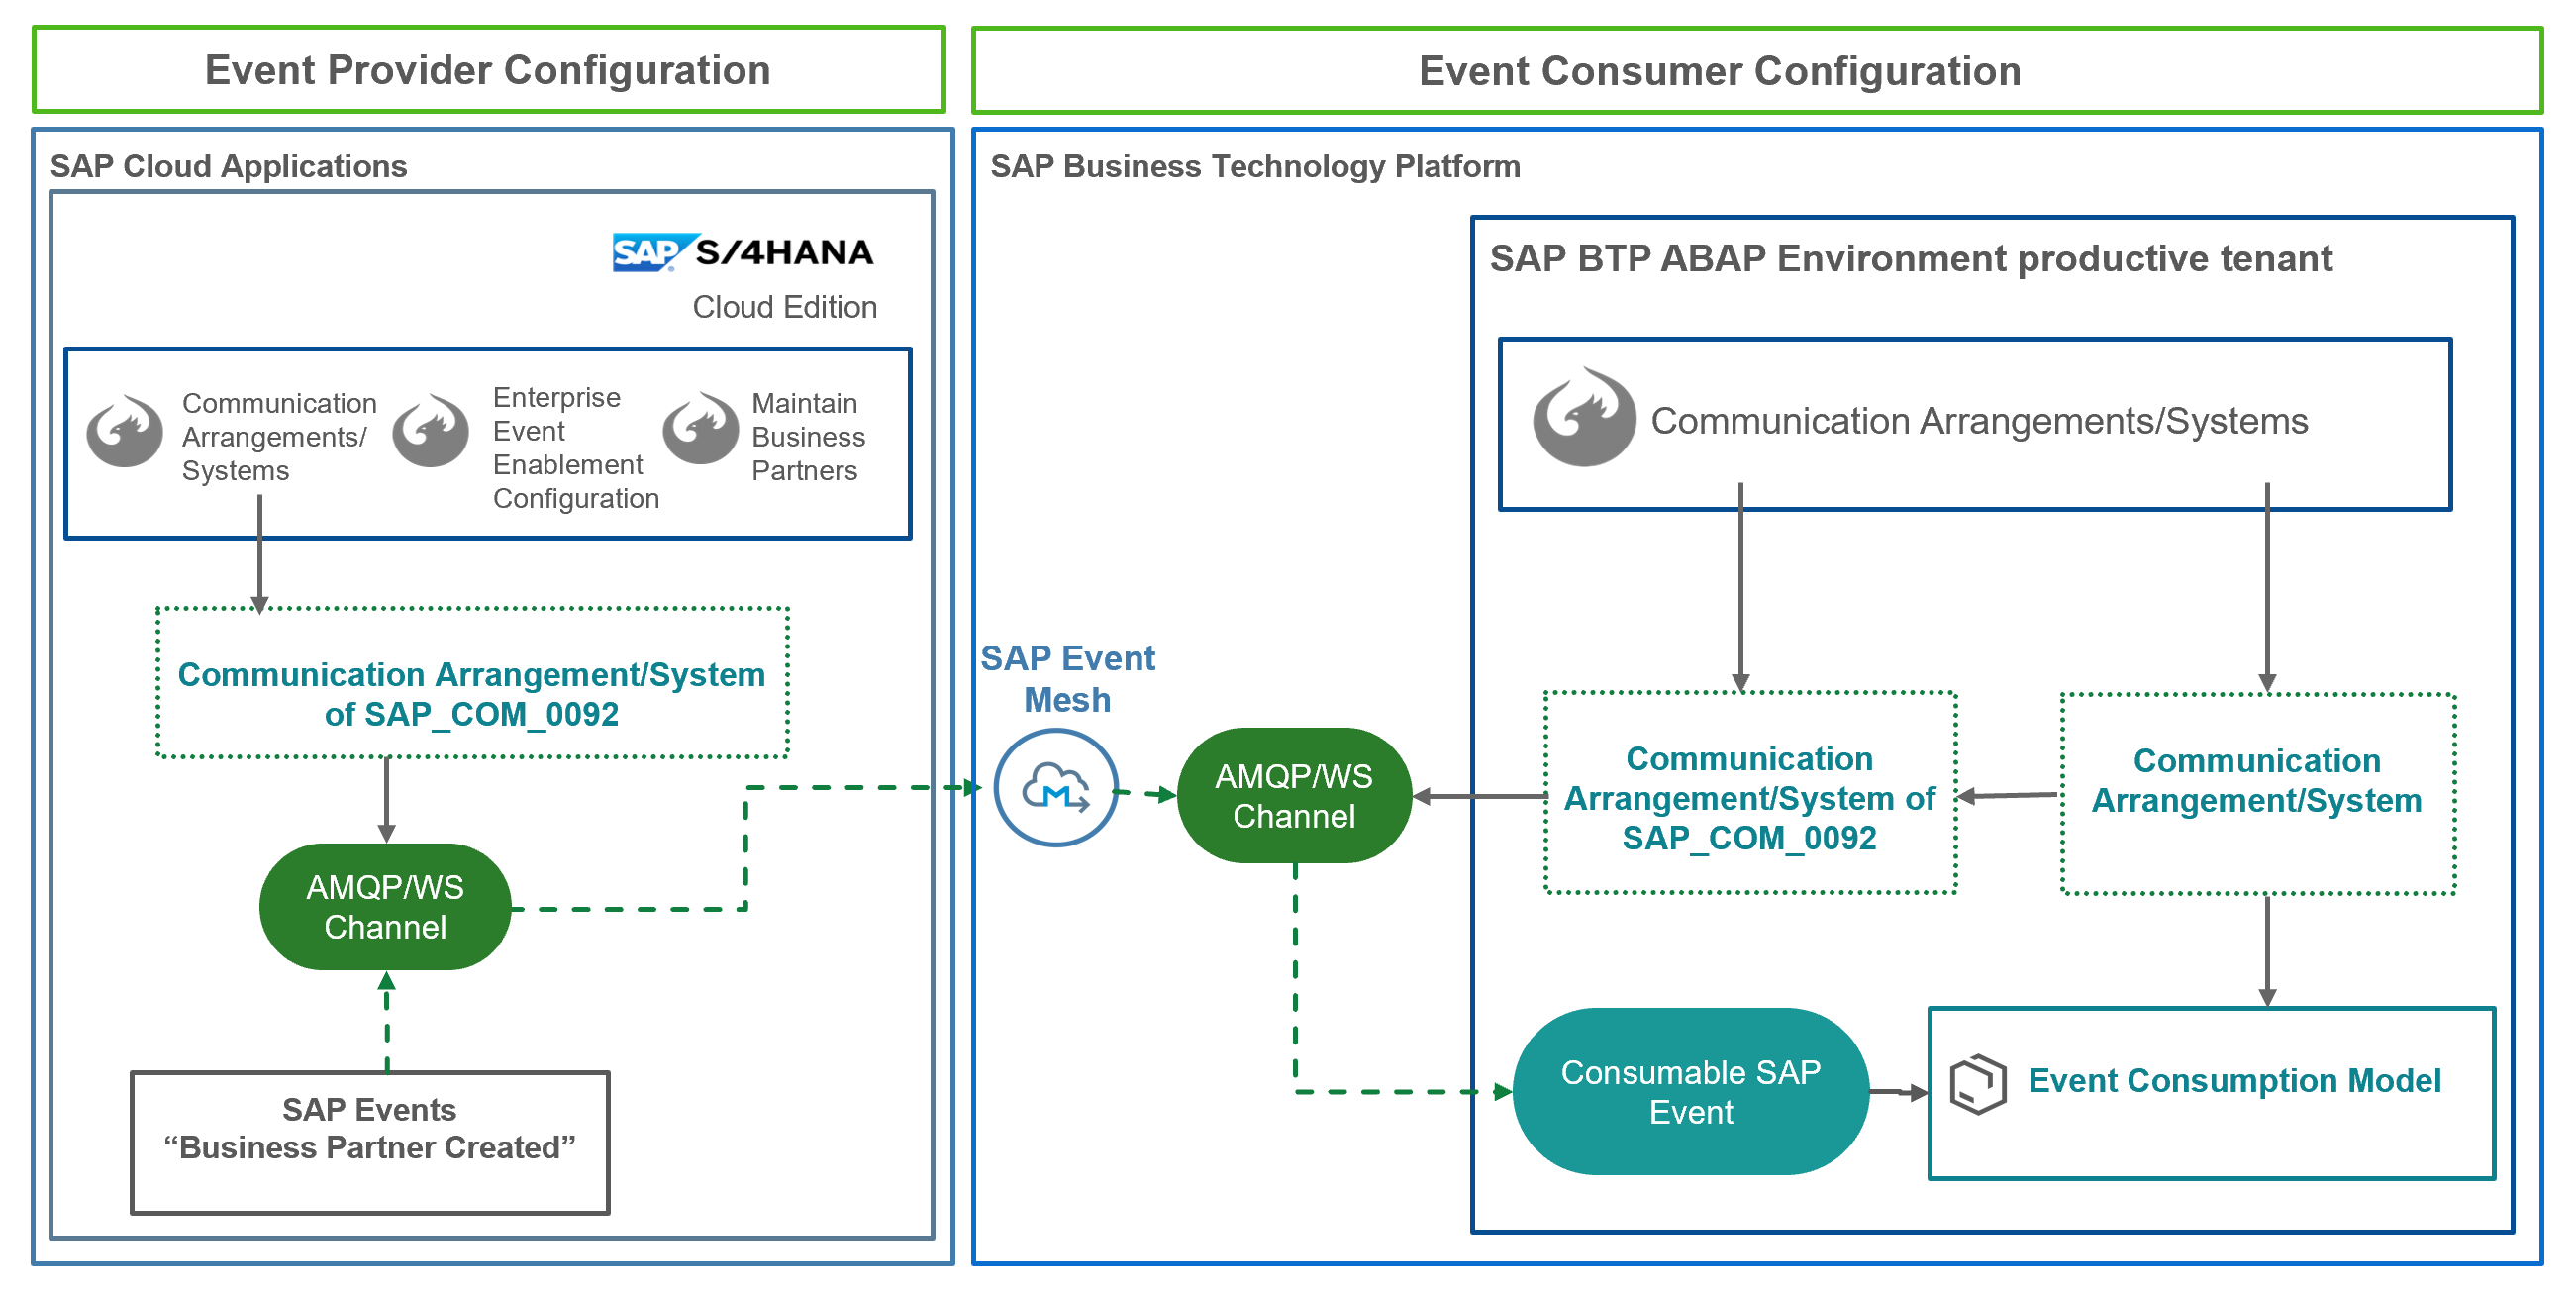 Event Provider Configuration
Event Consumer Configuration
SAP Cloud Applications
SAP S/4HANA
Cloud Edition
Communication
Arrangements/
Systems
Enterprise
Event
Enablement
Configuration
Maintain
Business
Partners
Communication Arrangement/System
of SAP_COM_0092
AMQP/WS
Channel
SAP Events
“Business Partner Created”
SAP Business Technology Platform
SAP Event
Mesh
AMQP/WS
Channel
SAP BTP ABAP Environment productive tenant
Communication Arrangements/Systems
Communication
Arrangement/System of
SAP_COM_0092
Communication
Arrangement/System
Consumable SAP
Event
Event Consumption Model